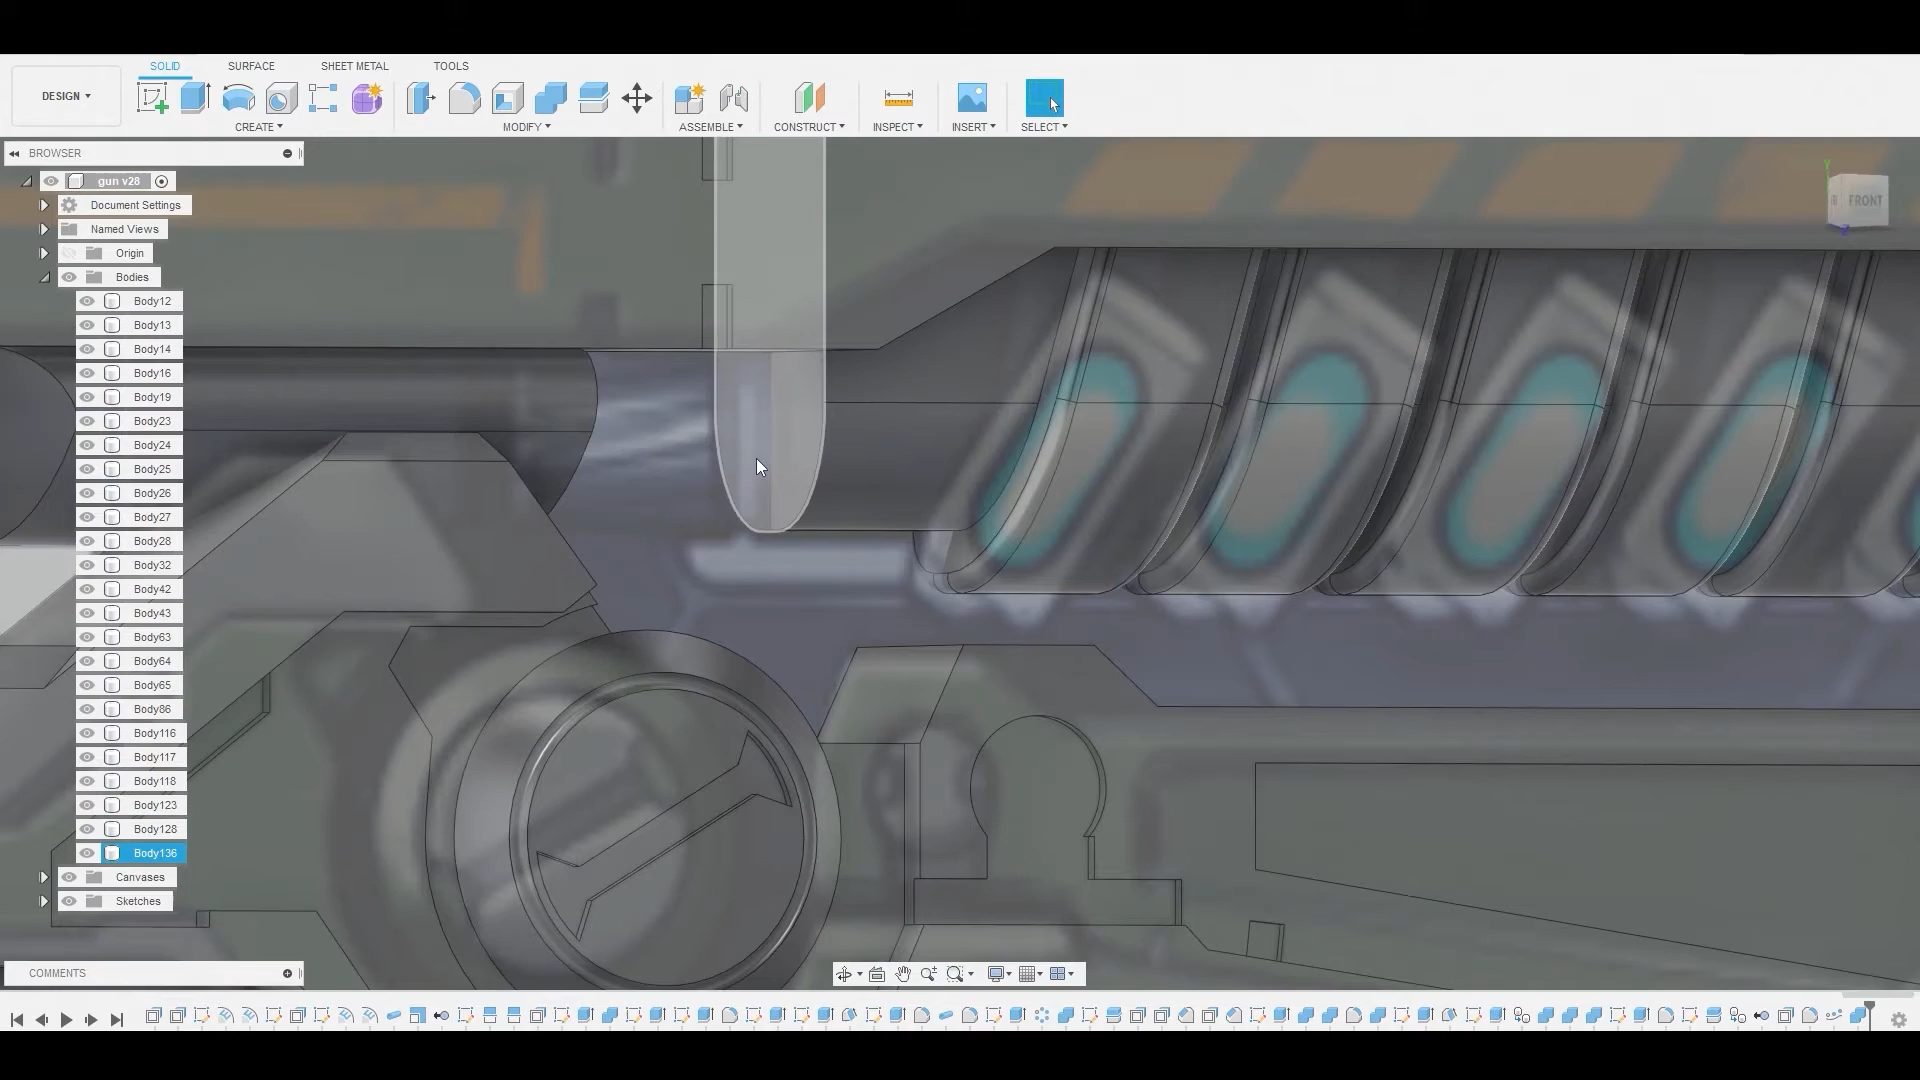 SOLID SURFACE SHEET METAL TOOLS
DESIGN
CREATE MODIFY ASSEMBLE CONSTRUCT INSPECT INSERT SELECT
BROWSER
gun v28
Document Settings
Named Views
Origin
Bodies
Body12
Body13
Body14
Body16
Body19
Body23
Body24
Body25
Body26
Body27
Body28
Body32
Body42
Body43
Body63
Body64
Body65
Body86
Body116
Body117
Body118
Body123
Body128
Body136
Canvases
Sketches
COMMENTS
Y
FRONT
Z